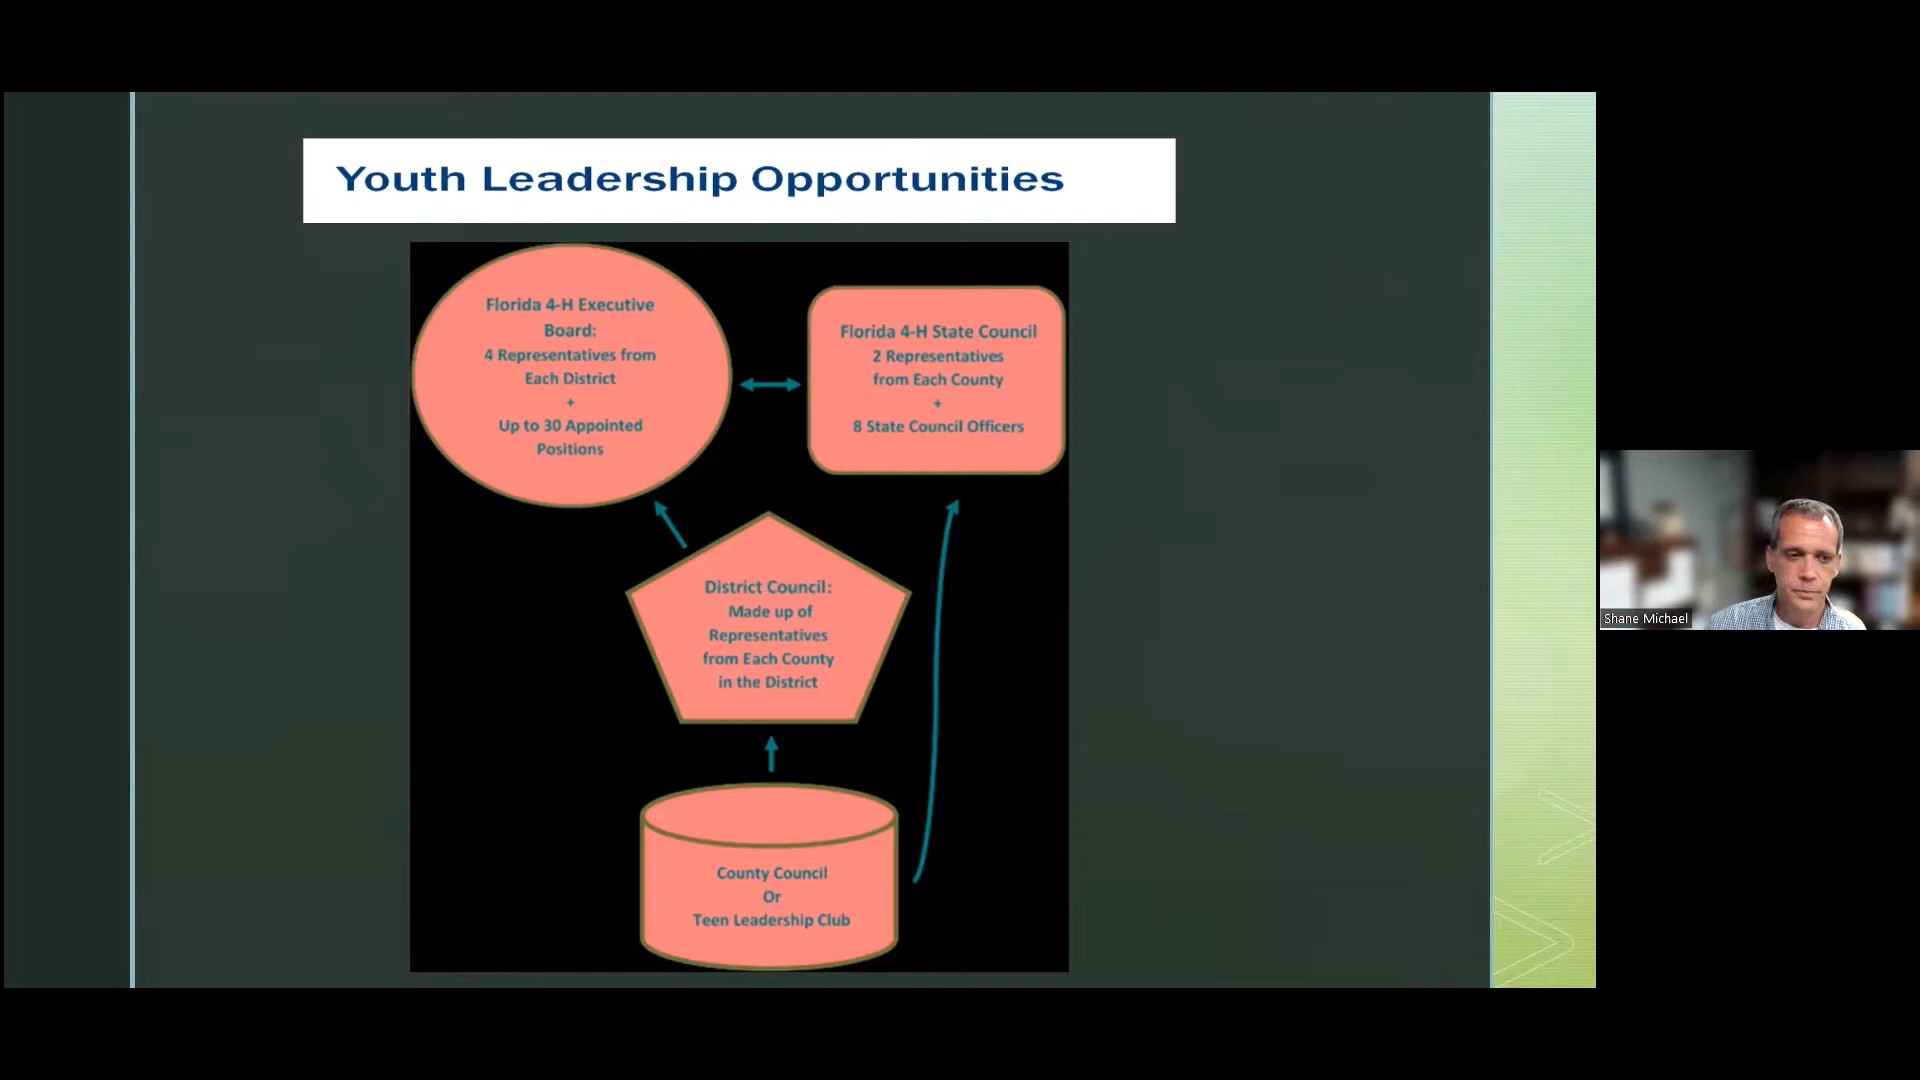 Youth Leadership Opportunities
Florida 4-H Executive
Board:
4 Representatives from
Each District
+
Up to 30 Appointed
Positions
Florida 4-H State Council
2 Representatives
from Each County
+
8 State Council Officers
District Council:
Made up of
Representatives
from Each County
in the District
County Council
Or
Teen Leadership Club
Shane Michael